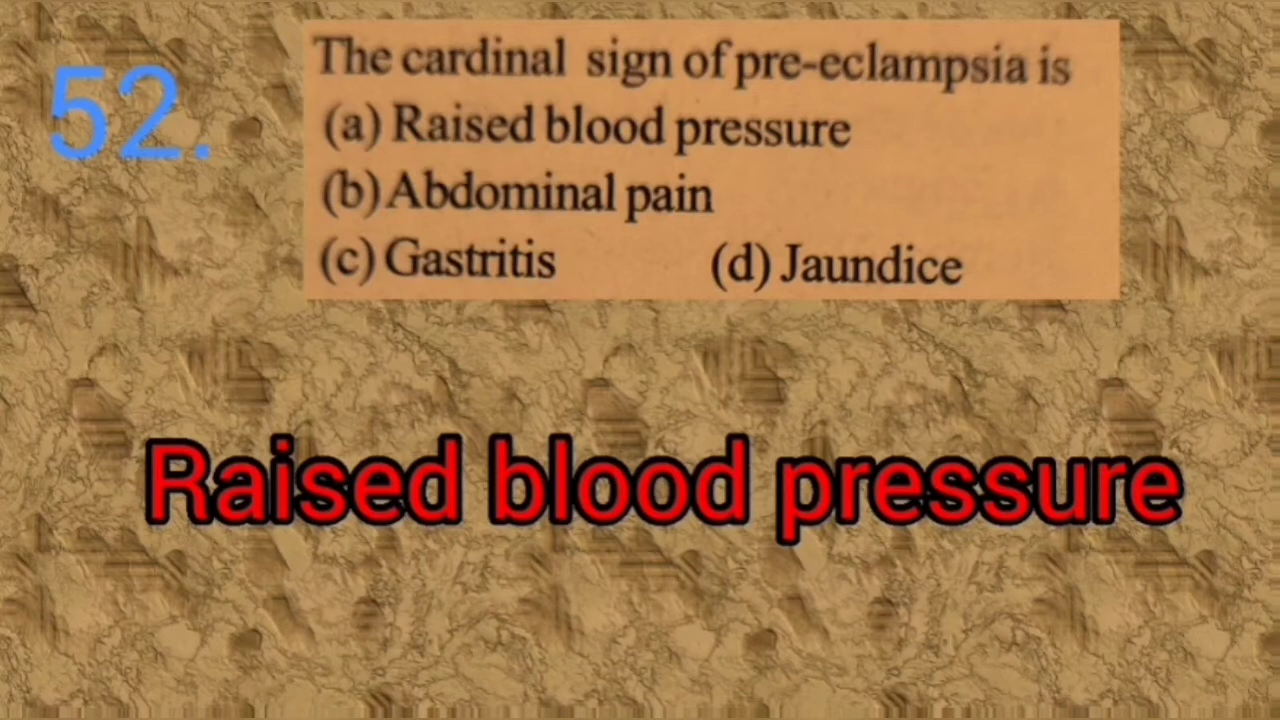 52.
The cardinal sign of pre-eclampsia is
(a) Raised blood pressure
(b) Abdominal pain
(c) Gastritis (d) Jaundice
Raised blood pressure